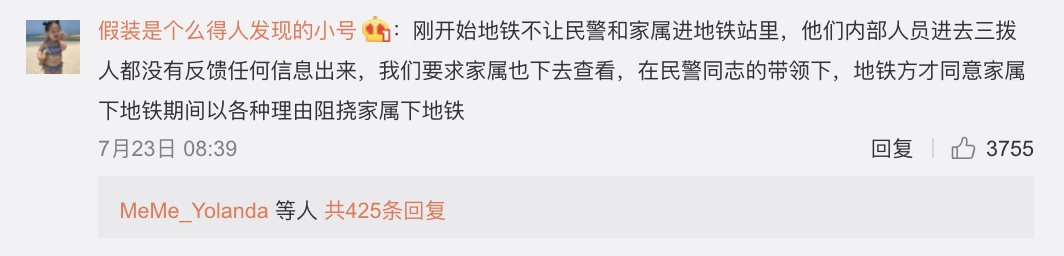 假装是个么得人发现的小号：刚开始地铁不让民警和家属进地铁站里，他们内部人员进去三拨
人都没有反馈任何信息出来，我们要求家属也下去查看，在民警同志的带领下，地铁方才同意家属
下地铁期间以各种理由阻挠家属下地铁
7月23日 08:39 回复 3755
MeMe_Yolanda 等人 共425条回复